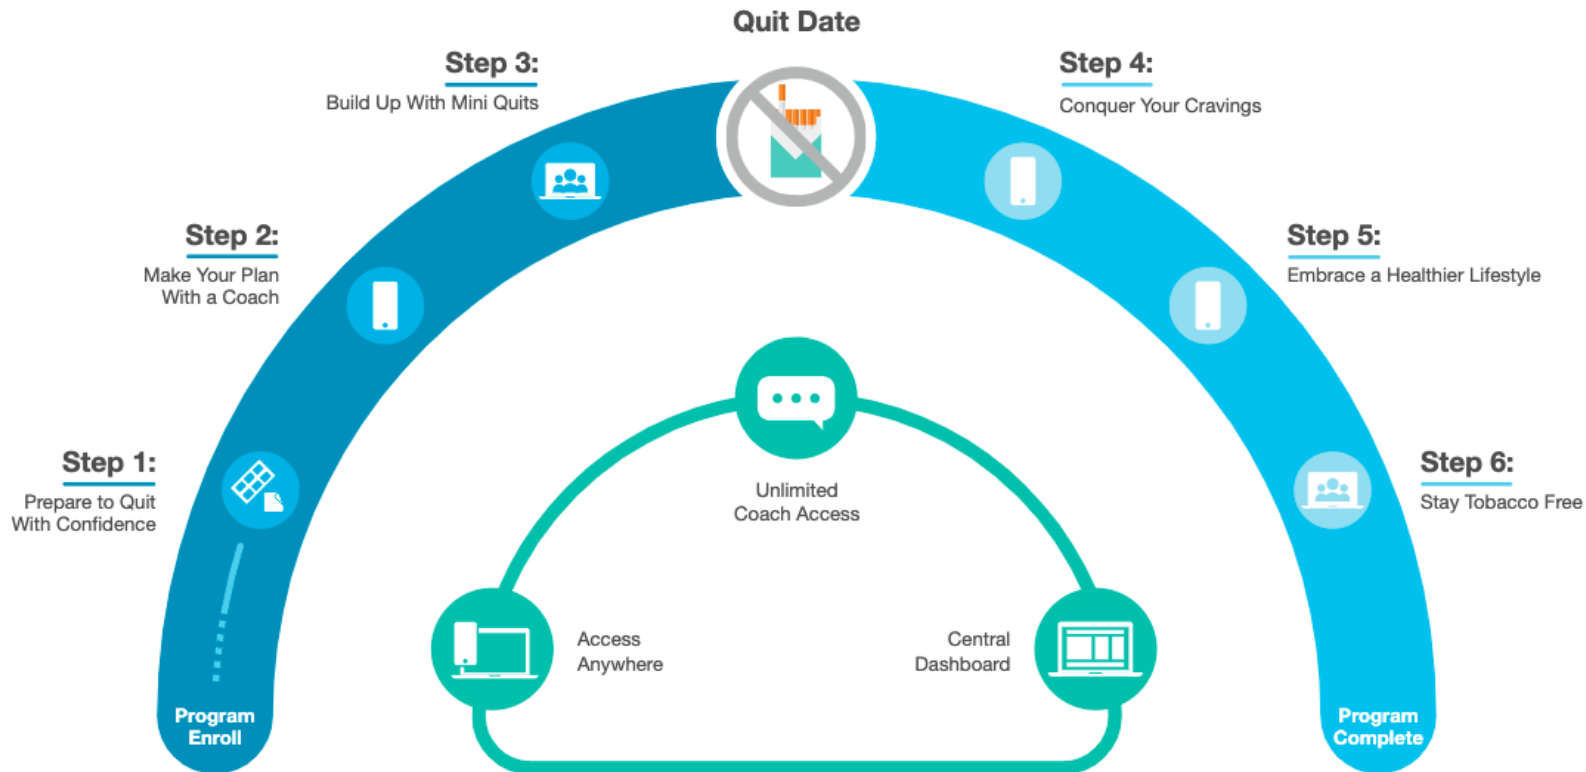 Quit Date
Step 3:
Build Up With Mini Quits
Step 4:
Conquer Your Cravings
Step 2:
Make Your Plan
With a Coach
Step 5:
Embrace a Healthier Lifestyle
Step 1:
Prepare to Quit
With Confidence
Step 6:
Stay Tobacco Free
Unlimited
Coach Access
Access
Anywhere
Central
Dashboard
Program
Enroll
Program
Complete